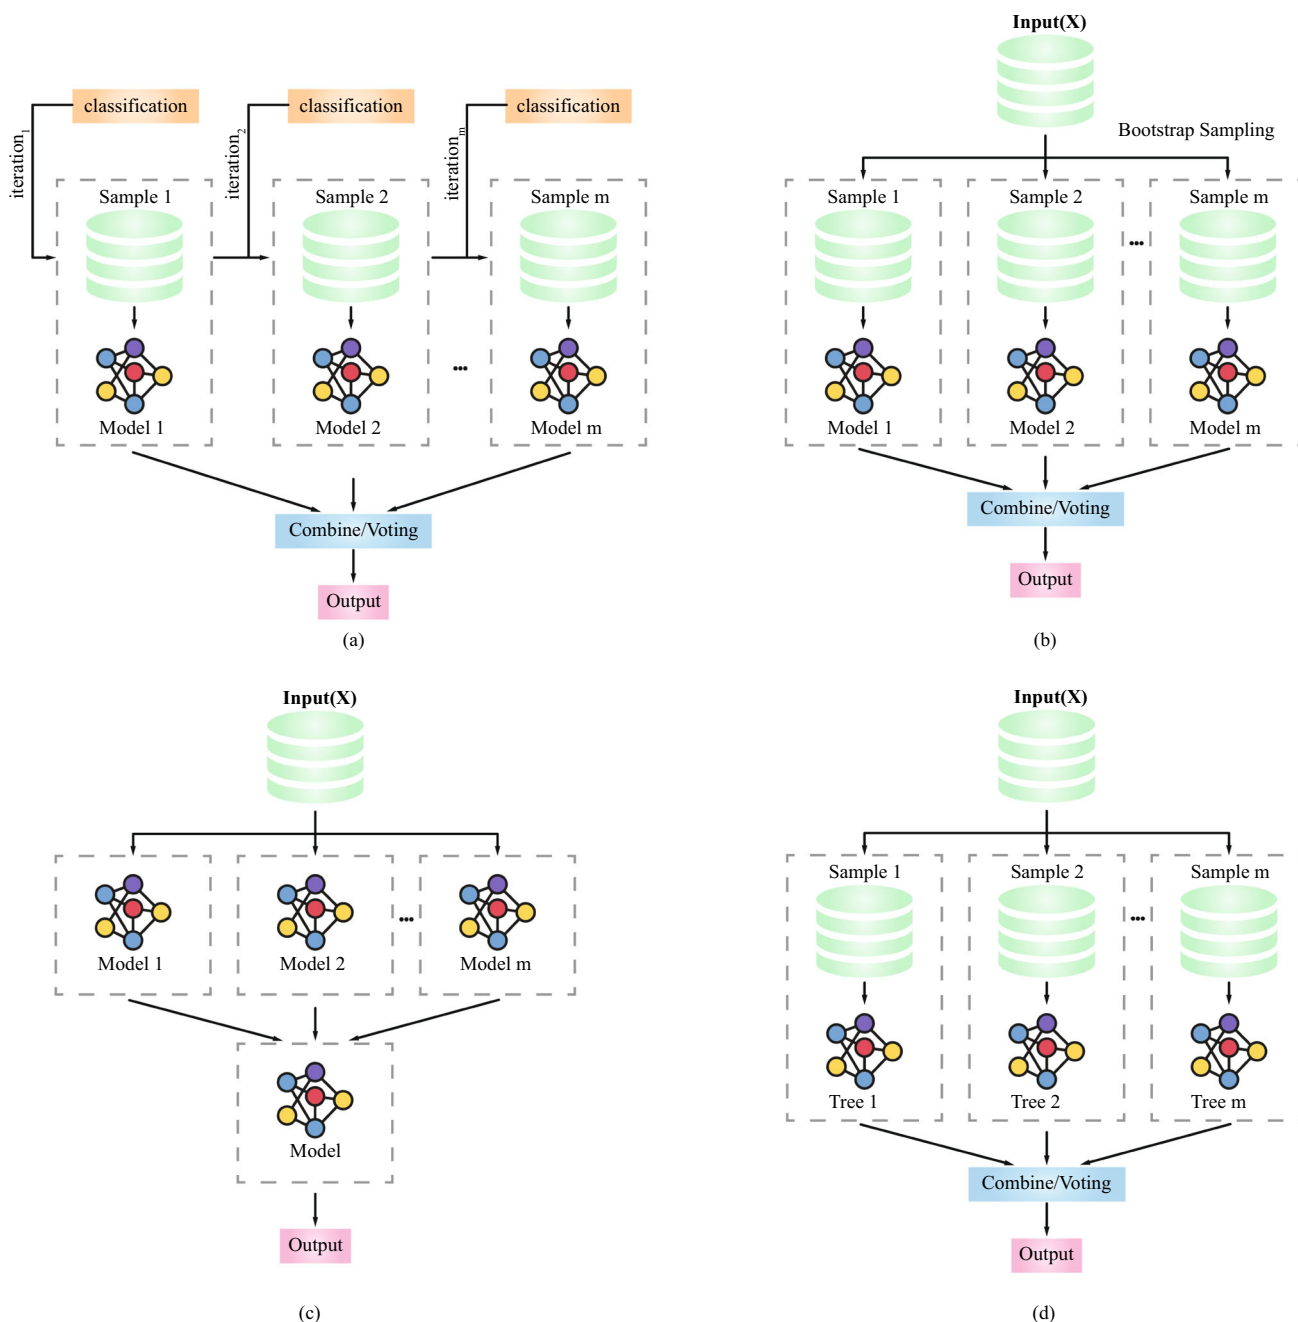 classification
classification
classification
iteration1
iteration2
iterationm
Sample 1
Sample 2
Sample m
Model 1
Model 2
...
Model m
Combine/Voting
Output
(a)
Input(X)
Bootstrap Sampling
Sample 1
Sample 2
...
Sample m
Model 1
Model 2
Model m
Combine/Voting
Output
(b)
Input(X)
Model 1
Model 2
...
Model m
Model
Output
(c)
Input(X)
Sample 1
Sample 2
...
Sample m
Tree 1
Tree 2
Tree m
Combine/Voting
Output
(d)